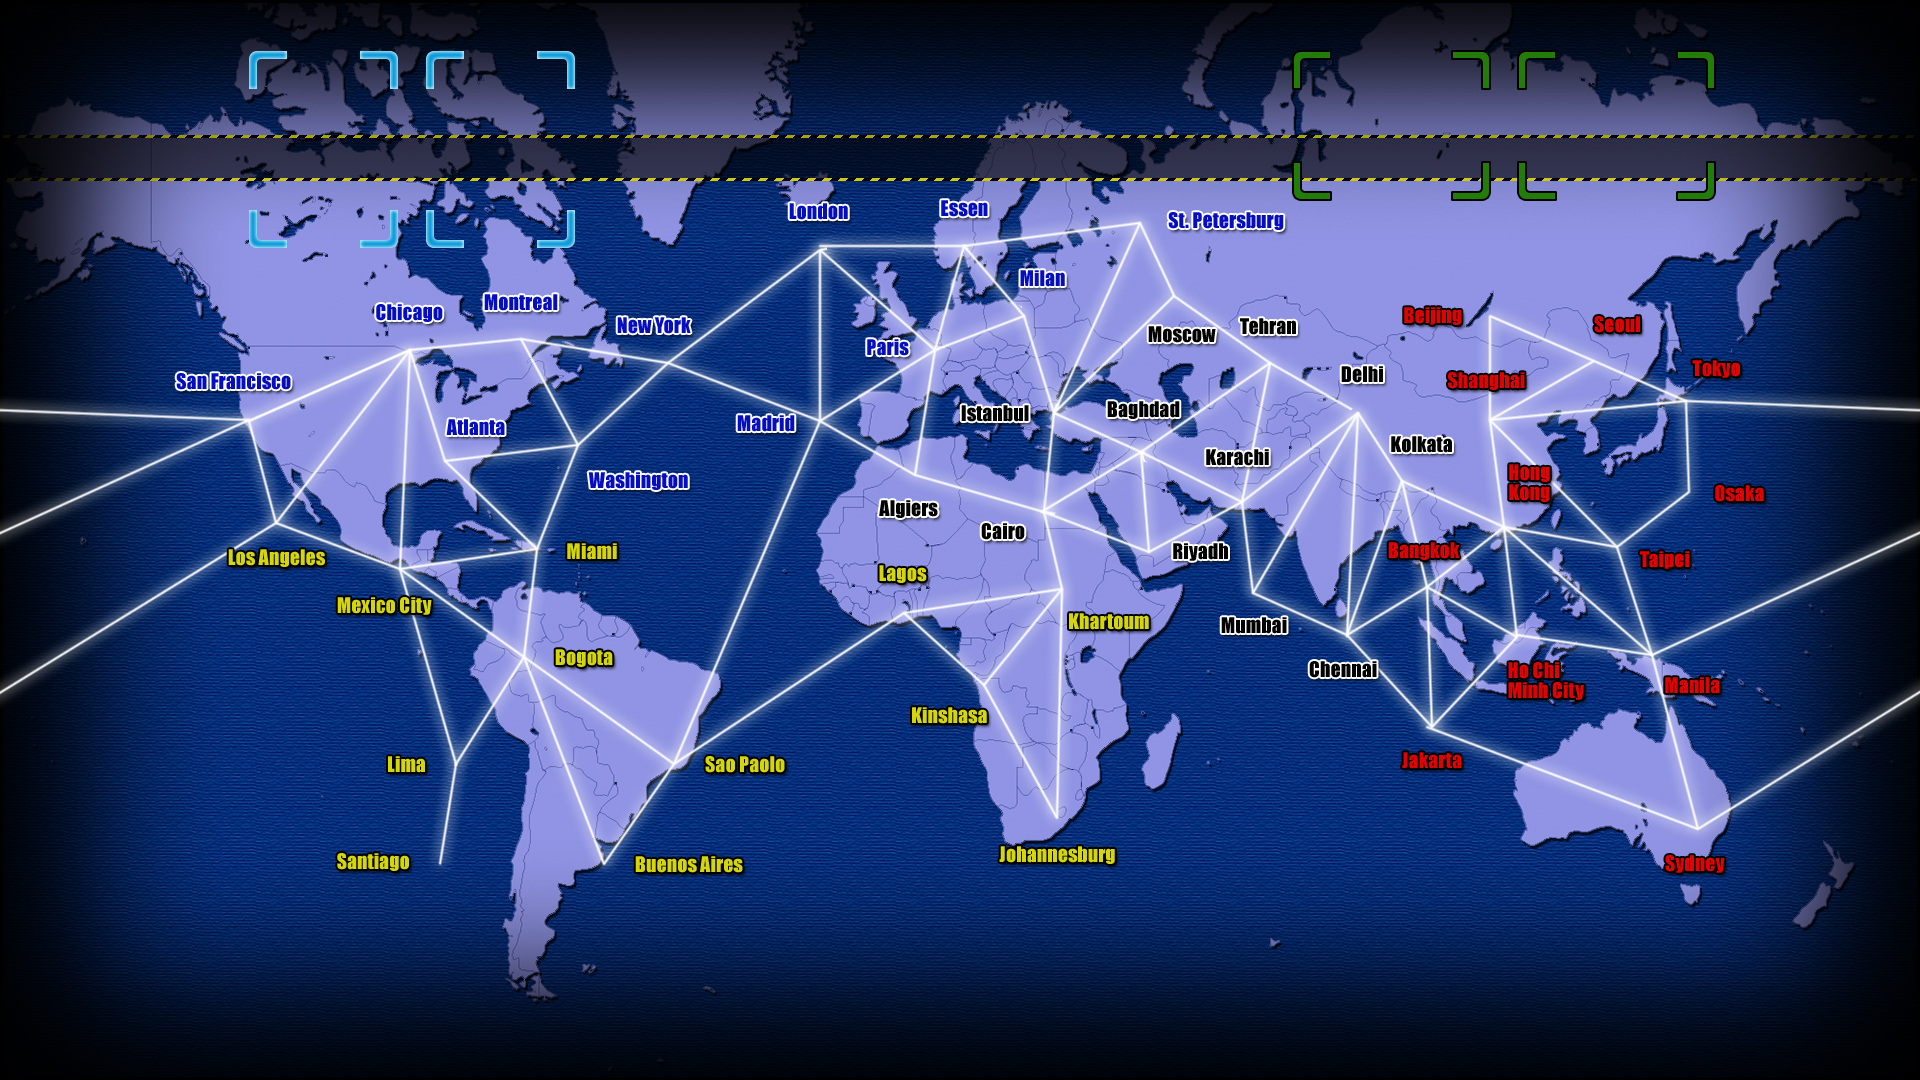 London
Essen
St. Petersburg
Milan
Chicago
Montreal
New York
Paris
Moscow
Tehran
Beijing
Seoul
San Francisco
Delhi
Shanghai
Tokyo
Atlanta
Madrid
Istanbul
Baghdad
Kolkata
Karachi
Washington
Hong
Kong
Osaka
Algiers
Cairo
Los Angeles
Miami
Riyadh
Bangkok
Taipei
Lagos
Mexico City
Khartoum
Mumbai
Bogota
Chennai
Ho Chi
Minh City
Manila
Kinshasa
Lima
Sao Paolo
Jakarta
Santiago
Buenos Aires
Johannesburg
Sydney